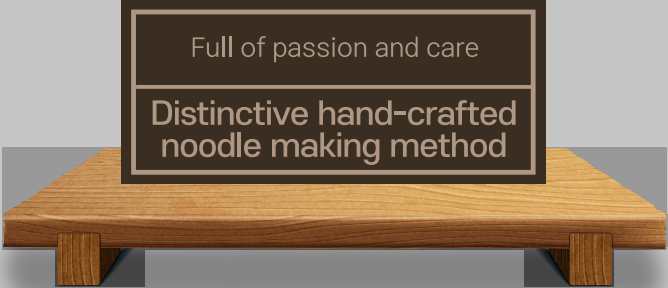 Full of passion and care
Distinctive hand-crafted
noodle making method